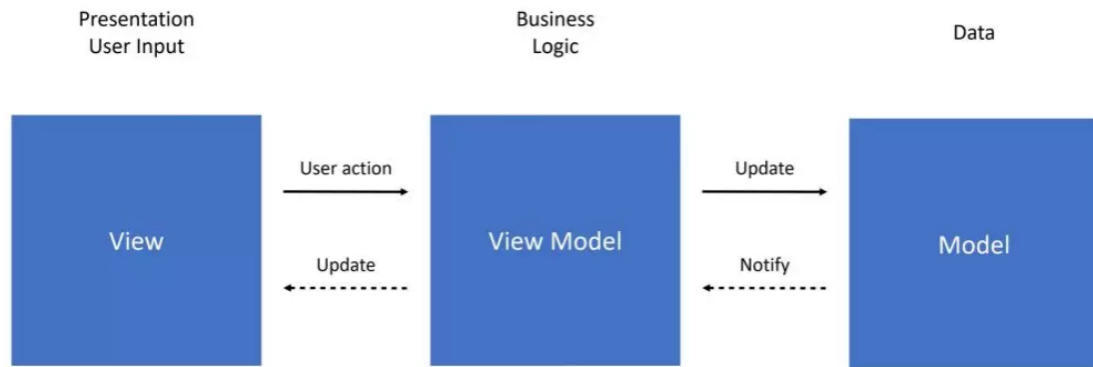 Presentation
User Input
Business
Logic
Data
User action
Update
View
View Model
Model
Update
Notify